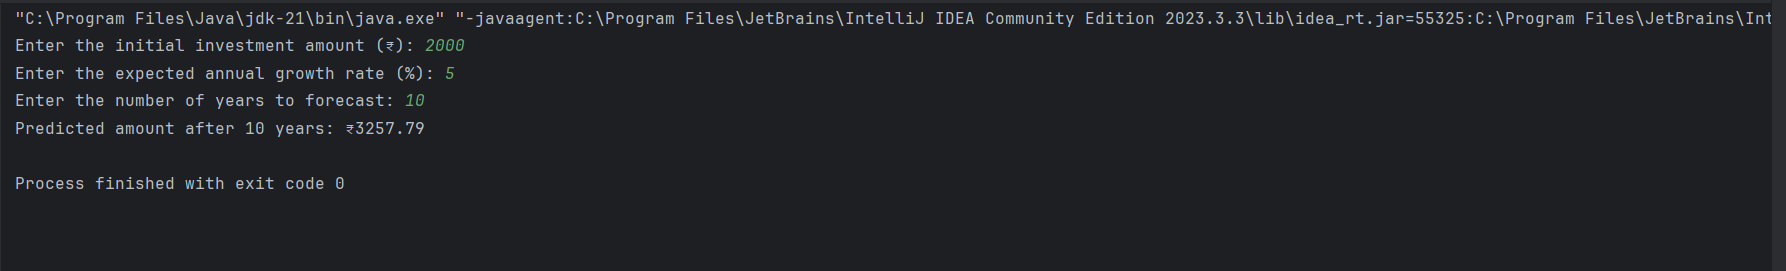 "C:\Program Files\Java\jdk-21\bin\java.exe" "-javaagent:C:\Program Files\JetBrains\IntelliJ IDEA Community Edition 2023.3.3\lib\idea_rt.jar=55325:C:\Program Files\JetBrains\Int
Enter the initial investment amount (₹): 2000
Enter the expected annual growth rate (%): 5
Enter the number of years to forecast: 10
Predicted amount after 10 years: ₹3257.79
Process finished with exit code 0